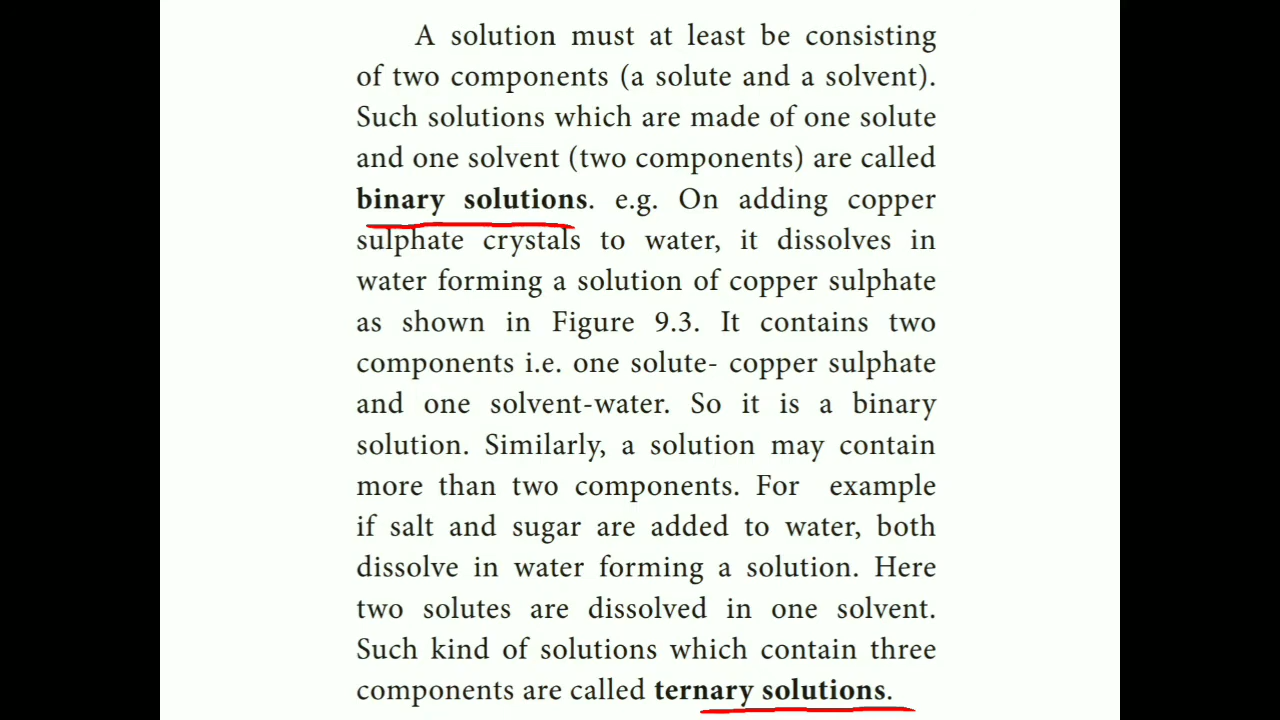 A solution must at least be consisting
of two components (a solute and a solvent).
Such solutions which are made of one solute
and one solvent (two components) are called
binary solutions. e.g. On adding copper
sulphate crystals to water, it dissolves in
water forming a solution of copper sulphate
as shown in Figure 9.3. It contains two
components i.e. one solute- copper sulphate
and one solvent-water. So it is a binary
solution. Similarly, a solution may contain
more than two components. For example
if salt and sugar are added to water, both
dissolve in water forming a solution. Here
two solutes are dissolved in one solvent.
Such kind of solutions which contain three
components are called ternary solutions.